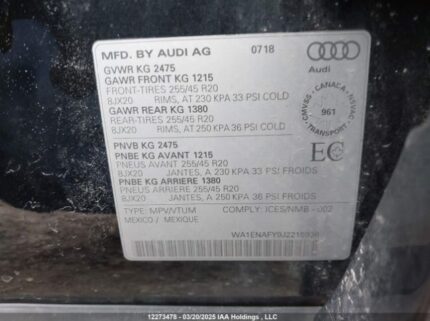 MFD. BY AUDI AG 0718
Audi
GVWR KG 2475
GAWR FRONT KG 1215
FRONT-TIRES 255/45 R20
8JX20 RIMS, AT 230 KPA 33 PSI COLD
GAWR REAR KG 1380
REAR-TIRES 255/45 R20
8JX20 RIMS, AT 250 KPA 36 PSI COLD
CMVSS CANADA NSVAC
961
TRANSPORT
EC
PNVB KG 2475
PNBE KG AVANT 1215
PNEUS AVANT 255/45 R20
8JX20 JANTES, A 230 KPA 33 PSI FROIDS
PNBE KG ARRIERE 1380
PNEUS ARRIERE 255/45 R20
8JX20 JANTES, A 250 KPA 36 PSI FROIDS
TYPE: MPV/VTUM COMPLY: ICES/NMB - 002
MEXICO / MEXIQUE
12273478 - 03/20/2025 IAA Holdings, LLC